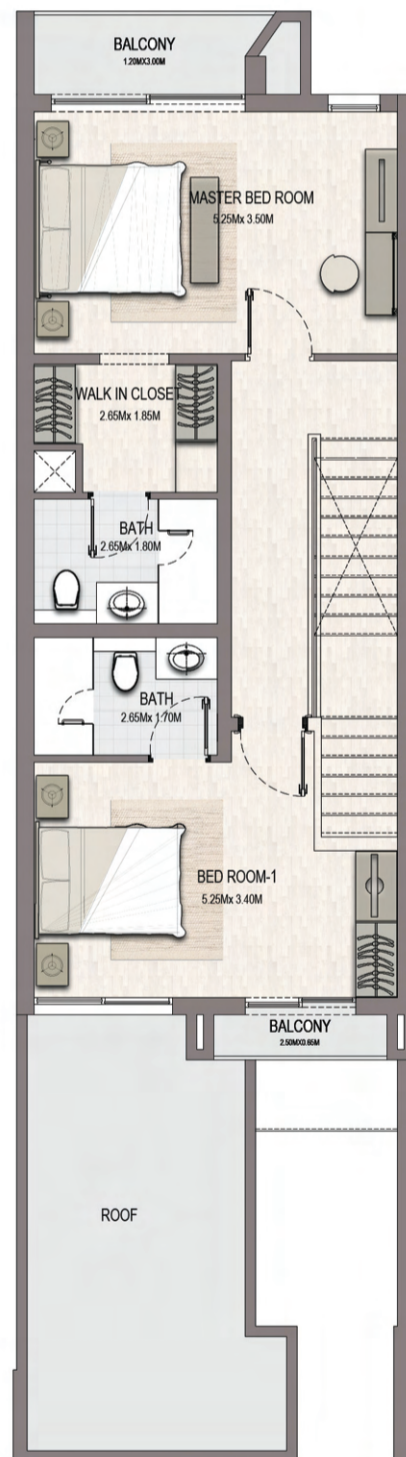 BALCONY
1.20MX3.00M
MASTER BED ROOM
5.25Mx 3.50M
WALK IN CLOSET
2.65Mx 1.85M
BATH
2.65Mx 1.80M
BATH
2.65Mx 1.70M
BED ROOM-1
5.25Mx 3.40M
BALCONY
2.50MX0.65M
ROOF